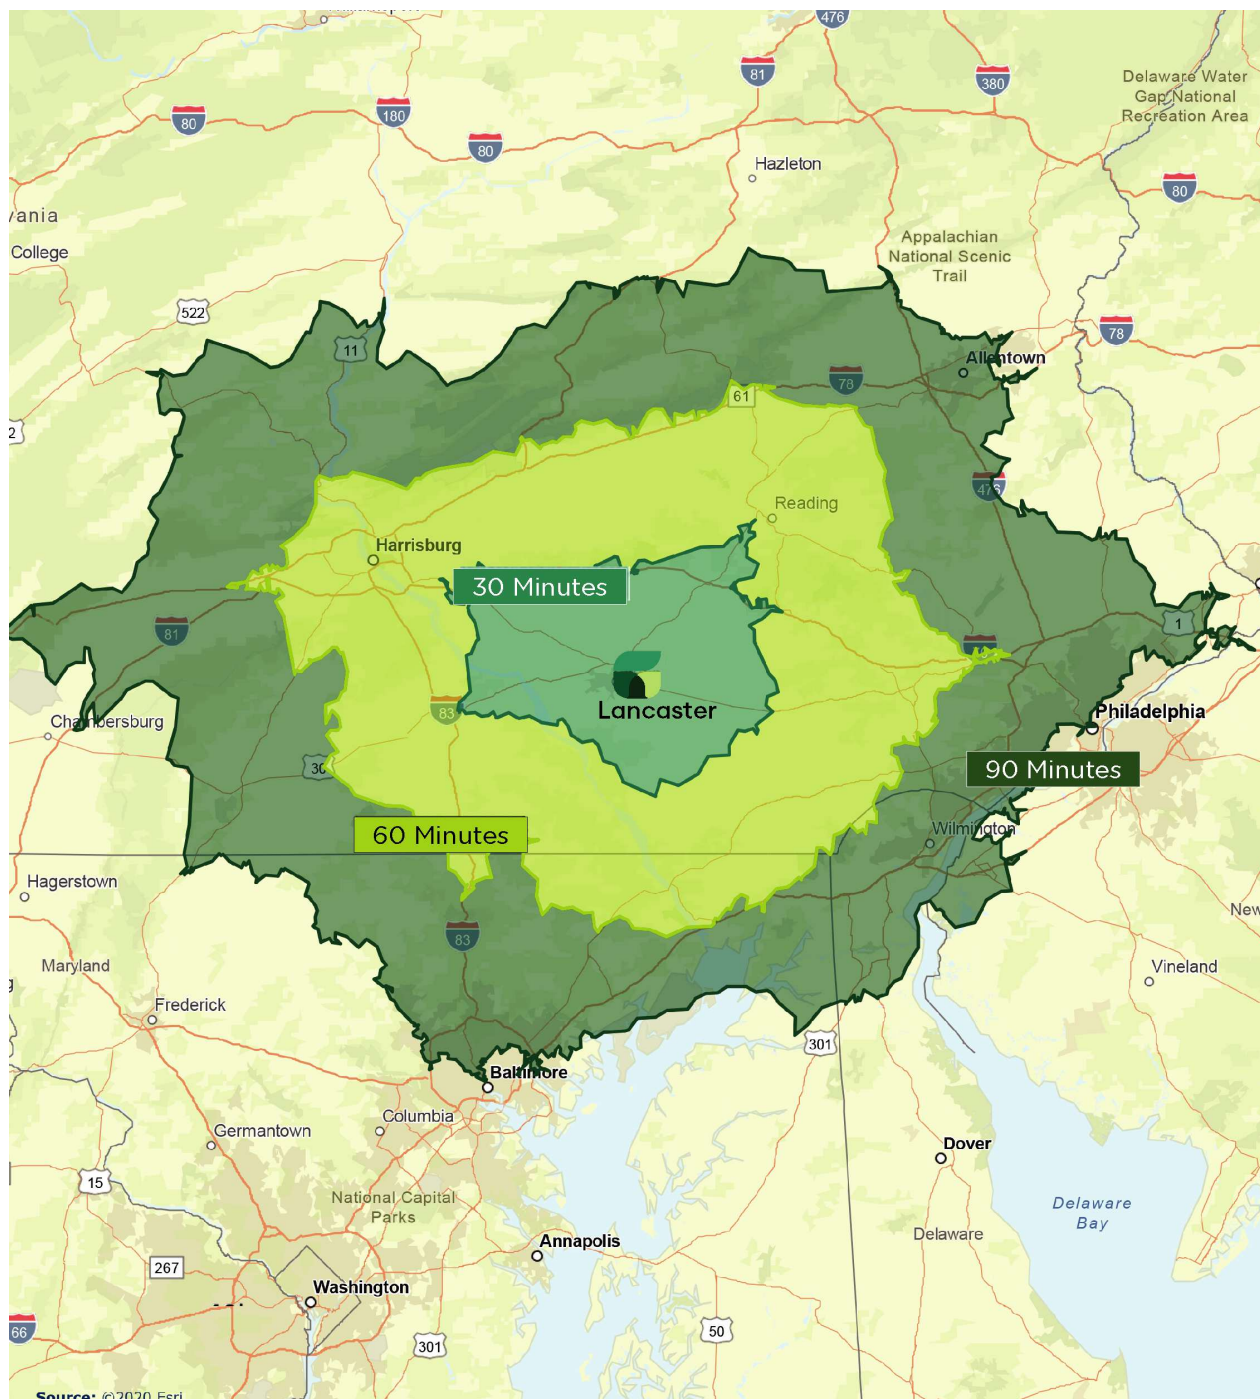 476
81
380
Delaware Water
Gap National
Recreation Area
180
80
80
Hazleton
80
vania
College
Appalachian
National Scenic
Trail
522
78
11
Allentown
78
61
2
476
Reading
Harrisburg
30 Minutes
81
1
Lancaster
83
Chambersburg
Philadelphia
30
90 Minutes
60 Minutes
Wilmington
Hagerstown
New
83
Maryland
Vineland
Frederick
301
Baltimore
Columbia
Germantown
Dover
15
National Capital
Parks
Delaware
Bay
Delaware
Annapolis
267
Washington
66
50
301
Source: ©2020 Esri